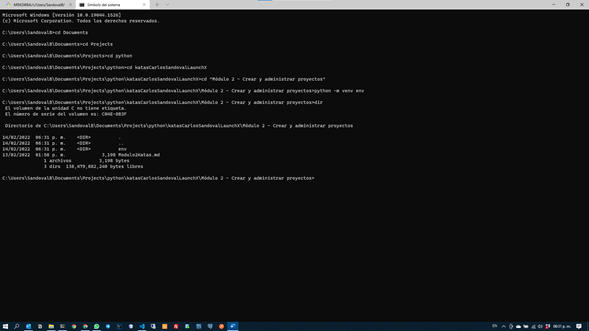 MINGW64:/c/Users/SandovalB/
Símbolo del sistema
Microsoft Windows [Versión 10.0.19044.1526]
(c) Microsoft Corporation. Todos los derechos reservados.
C:\Users\SandovalB>cd Documents
C:\Users\SandovalB\Documents>cd Projects
C:\Users\SandovalB\Documents\Projects>cd python
C:\Users\SandovalB\Documents\Projects\python>cd katasCarlosSandovalLaunchX
C:\Users\SandovalB\Documents\Projects\python\katasCarlosSandovalLaunchX>cd "Módulo 2 - Crear y administrar proyectos"
C:\Users\SandovalB\Documents\Projects\python\katasCarlosSandovalLaunchX\Módulo 2 - Crear y administrar proyectos>python -m venv env
C:\Users\SandovalB\Documents\Projects\python\katasCarlosSandovalLaunchX\Módulo 2 - Crear y administrar proyectos>dir
El volumen de la unidad C no tiene etiqueta.
El número de serie del volumen es: C04E-DB3F
Directorio de C:\Users\SandovalB\Documents\Projects\python\katasCarlosSandovalLaunchX\Módulo 2 - Crear y administrar proyectos
14/02/2022 06:31 p. m. <DIR> .
14/02/2022 06:31 p. m. <DIR> ..
14/02/2022 06:31 p. m. <DIR> env
13/02/2022 01:50 p. m. 3,198 Modulo2Katas.md
1 archivos 3,198 bytes
3 dirs 138,479,882,240 bytes libres
C:\Users\SandovalB\Documents\Projects\python\katasCarlosSandovalLaunchX\Módulo 2 - Crear y administrar proyectos>
06:31 p. m.